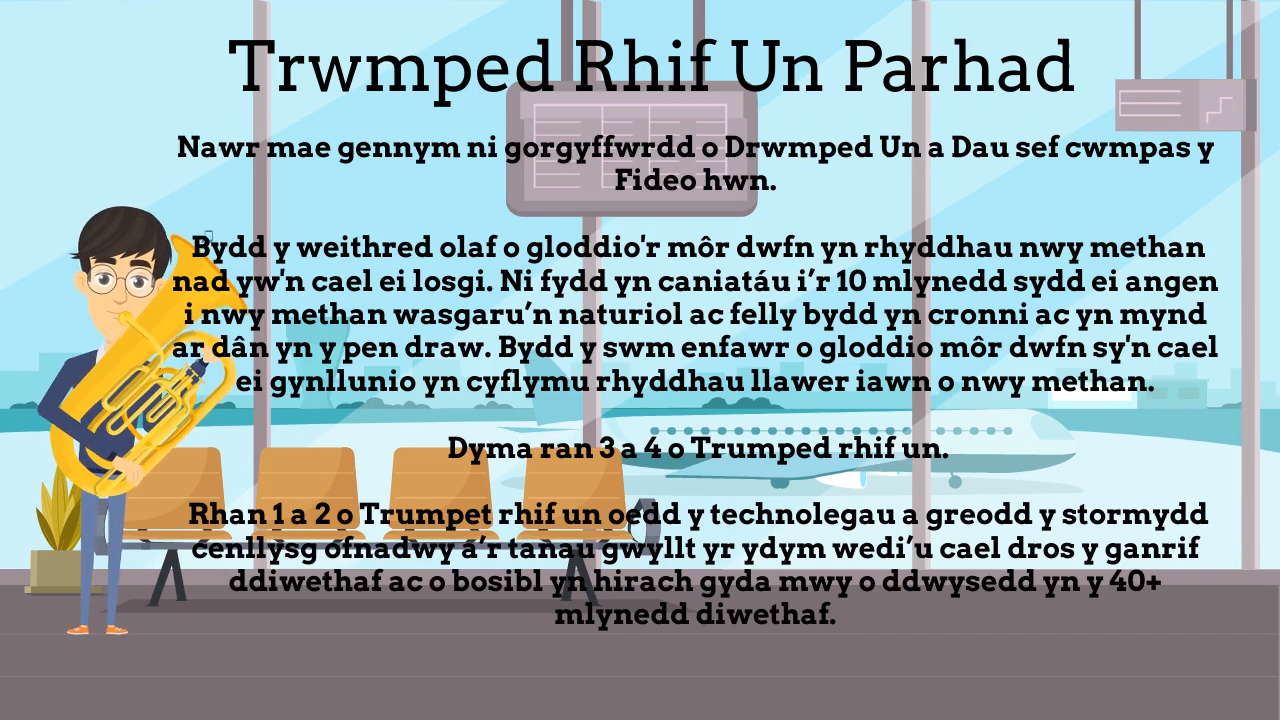 Trwmped Rhif Un Parhad
Nawr mae gennym ni gorgyffwrdd o Drwmped Un a Dau sef cwmpas y
Fideo hwn.
Bydd y weithred olaf o gloddio'r môr dwfn yn rhyddhau nwy methan
nad yw'n cael ei losgi. Ni fydd yn caniatáu i’r 10 mlynedd sydd ei angen
i nwy methan wasgaru’n naturiol ac felly bydd yn cronni ac yn mynd
ar dân yn y pen draw. Bydd y swm enfawr o gloddio môr dwfn sy'n cael
ei gynllunio yn cyflymu rhyddhau llawer iawn o nwy methan.
Dyma ran 3 a 4 o Trumped rhif un.
Rhan 1 a 2 o Trumpet rhif un oedd y technolegau a greodd y stormydd
cenllysg ofnadwy a’r tanau gwyllt yr ydym wedi’u cael dros y ganrif
ddiwethaf ac o bosibl yn hirach gyda mwy o ddwysedd yn y 40+
mlynedd diwethaf.